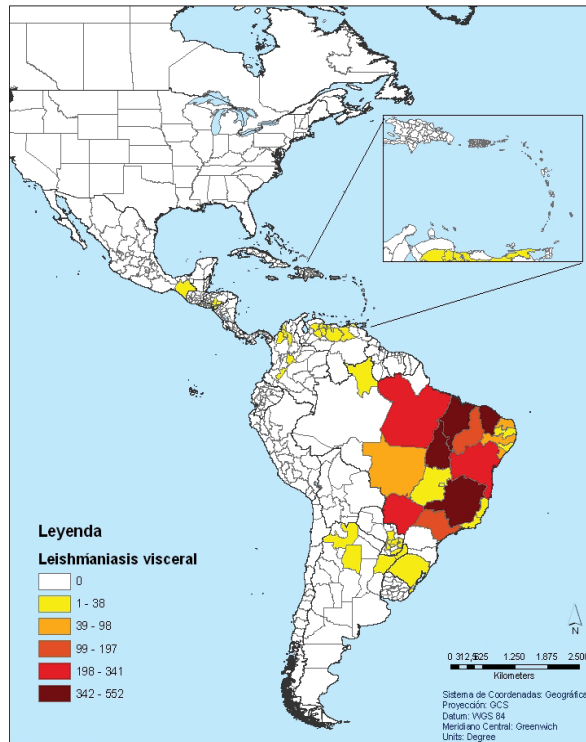 Leyenda
Leishmaniasis visceral
0
1 - 38
39 - 98
99 - 197
198 - 341
342 - 552
N
0 312,5625 1.250 1.875 2.500
Kilometers
Sistema de Coordenadas: Geográfica
Proyección: GCS
Datum: WGS 84
Meridiano Central: Greenwich
Units: Degree